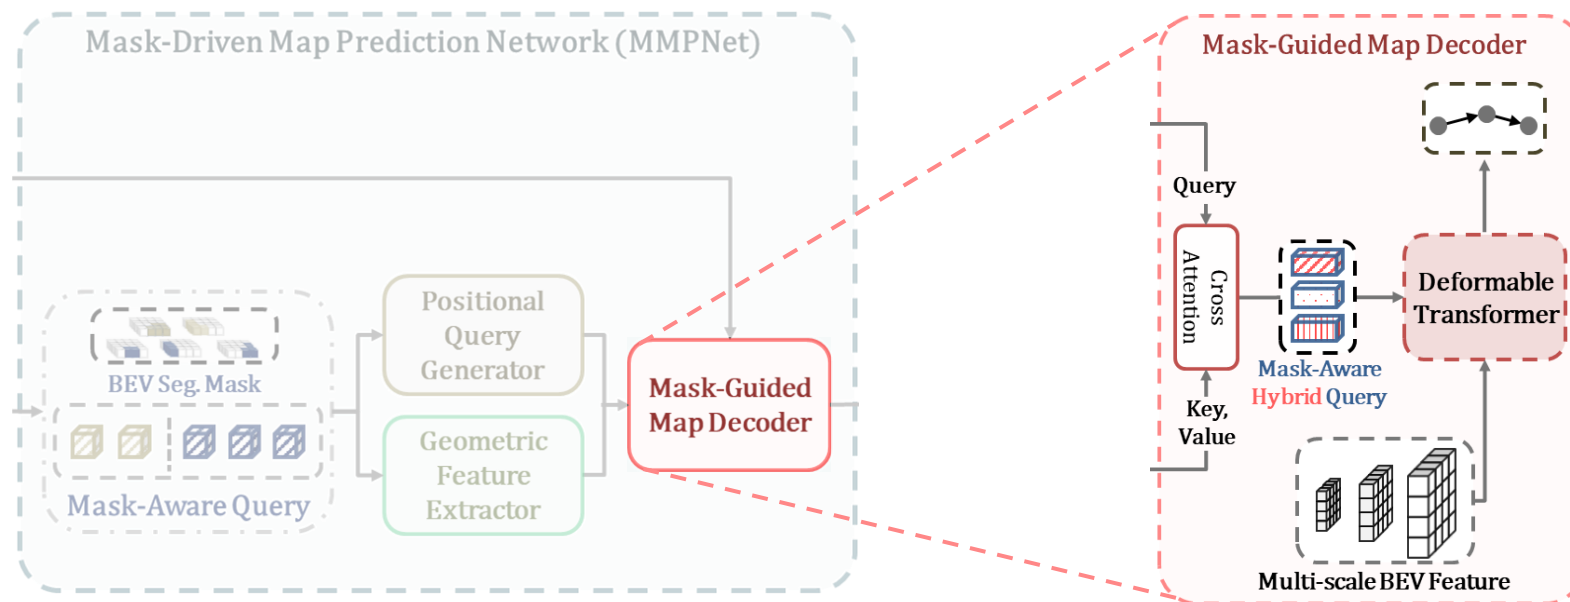 Mask-Driven Map Prediction Network (MMPNet)
BEV Seg. Mask
Mask-Aware Query
Positional
Query
Generator
Geometric
Feature
Extractor
Mask-Guided
Map Decoder
Mask-Guided Map Decoder
Query
Cross
Attention
Key,
Value
Mask-Aware
Hybrid Query
Deformable
Transformer
Multi-scale BEV Feature